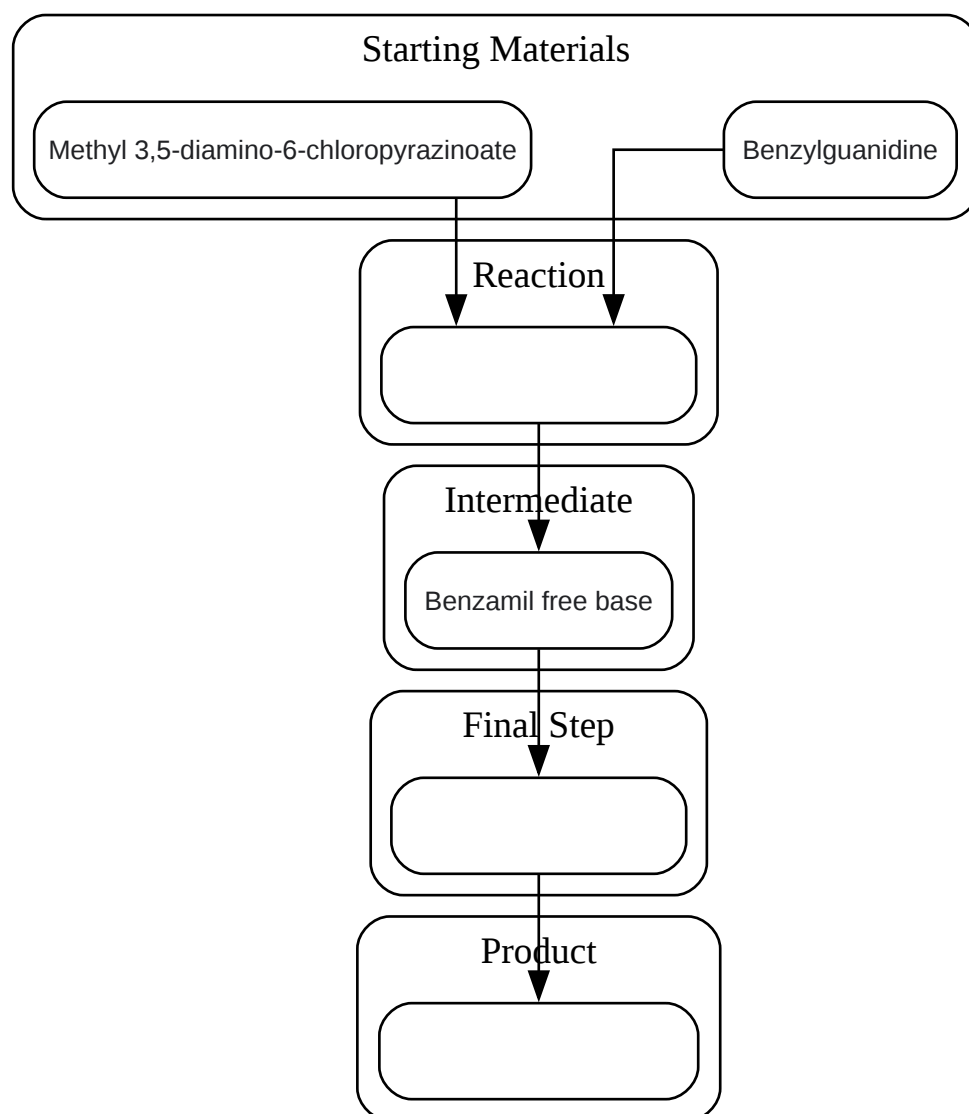 Starting Materials
Methyl 3,5-diamino-6-chloropyrazinoate
Benzylguanidine
Reaction
Intermediate
Benzamil free base
Final Step
Product